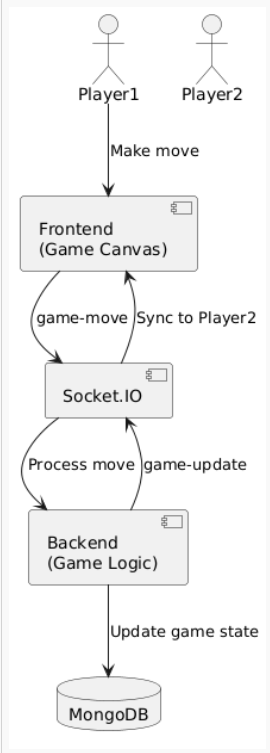 Player1
Player2
Make move
Frontend
(Game Canvas)
game-move
Sync to Player2
Socket.IO
Process move
game-update
Backend
(Game Logic)
Update game state
MongoDB